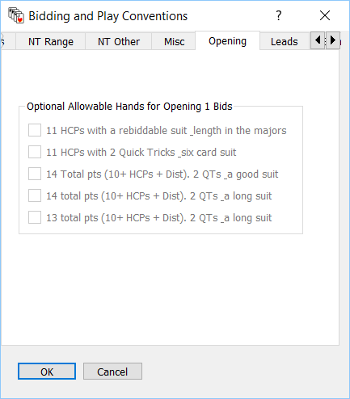 Bidding and Play Conventions
NT Range NT Other Misc Opening Leads
Optional Allowable Hands for Opening 1 Bids
11 HCPs with a rebiddable suit _length in the majors
11 HCPs with 2 Quick Tricks _six card suit
14 Total pts (10+ HCPs + Dist). 2 QTs _a good suit
14 total pts (10+ HCPs + Dist). 2 QTs _a long suit
13 total pts (10+ HCPs + Dist). 2 QTs _a long suit
OK Cancel